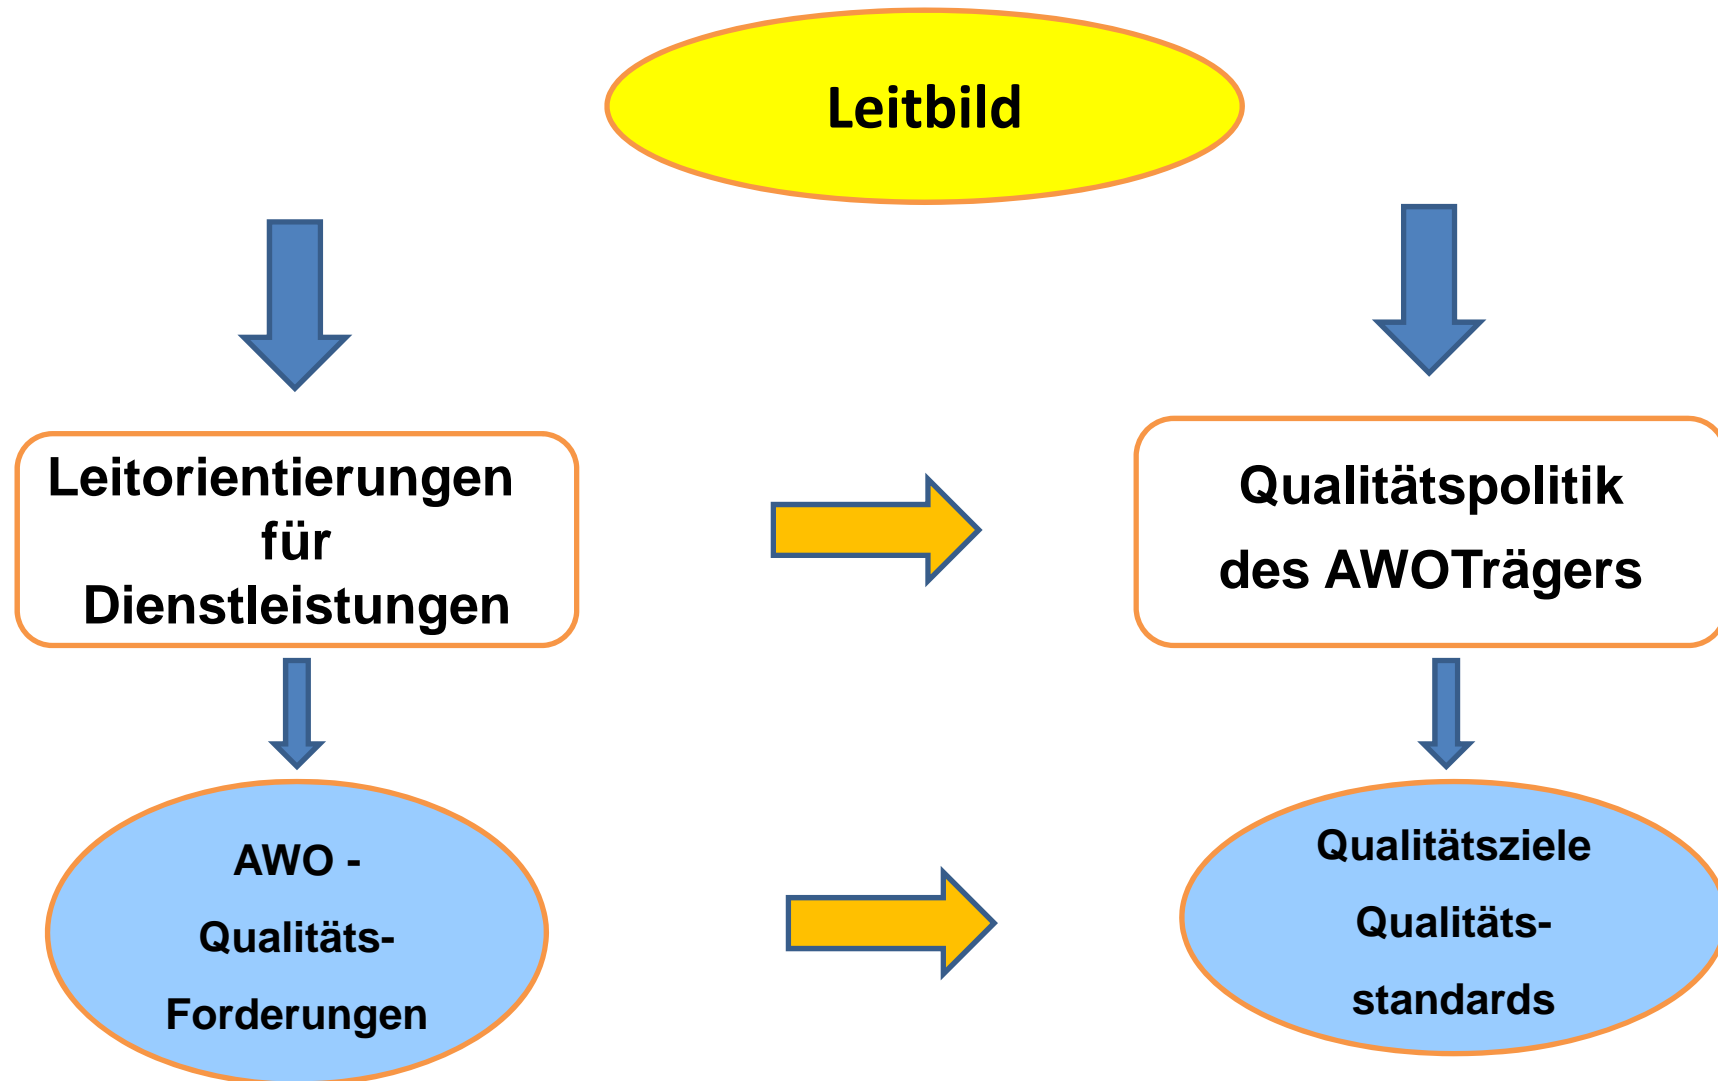 Leitbild
Leitorientierungen
für
Dienstleistungen
Qualitätspolitik
des AWOTrägers
AWO -
Qualitäts-
Forderungen
Qualitätsziele
Qualitäts-
standards